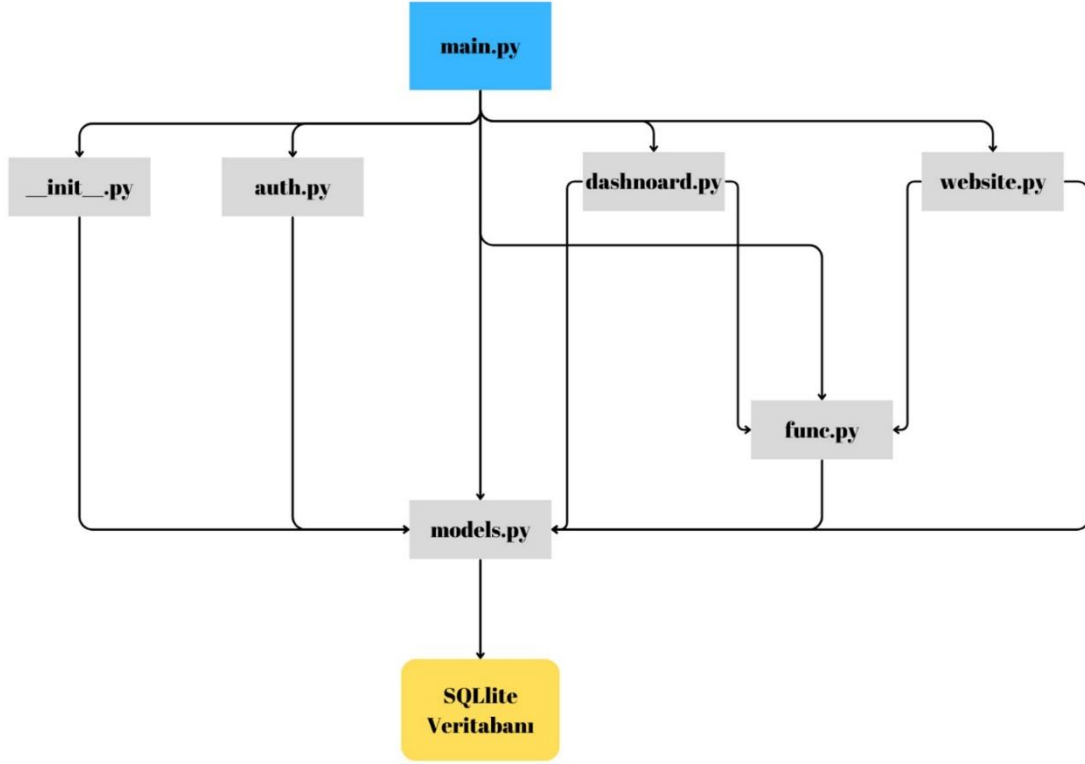 main.py
__init__.py
auth.py
dashnoard.py
website.py
func.py
models.py
SQLlite
Veritabanı